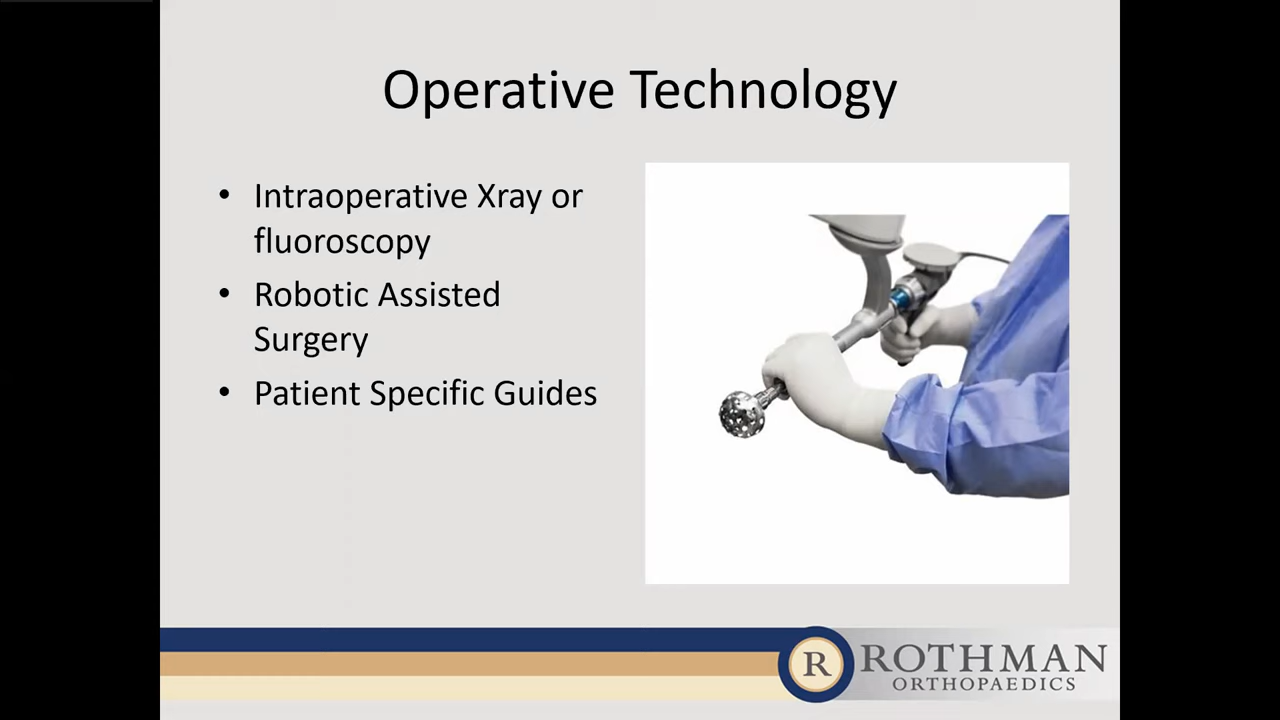 Operative Technology
• Intraoperative Xray or
fluoroscopy
• Robotic Assisted
Surgery
• Patient Specific Guides
R ROTHMAN
ORTHOPAEDICS